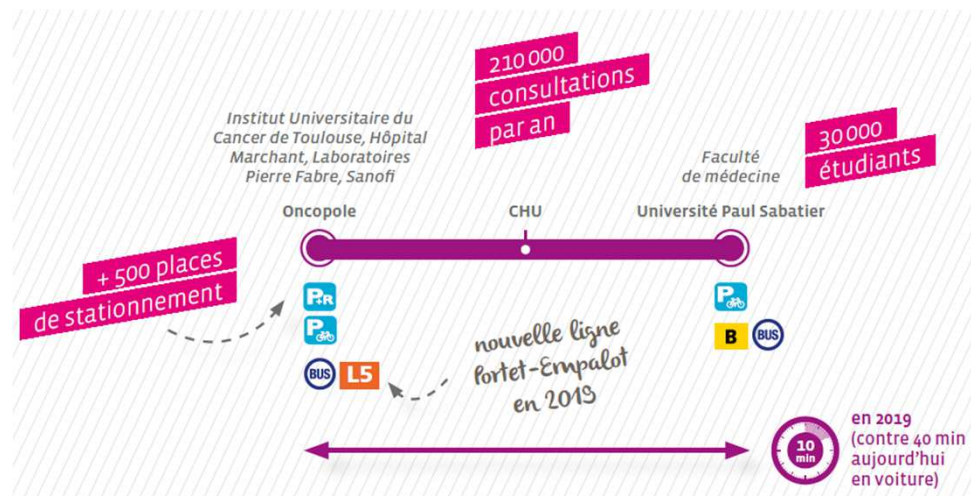 210 000
consultations
par an
Institut Universitaire du
Cancer de Toulouse, Hôpital
Marchant, Laboratoires
Pierre Fabre, Sanofi
30 000
étudiants
Faculté
de médecine
Oncopole
CHU
Université Paul Sabatier
+ 500 places
de stationnement
P+R
P
BUS L5
nouvelle ligne
Portet-Empalot
en 2019
P
B BUS
10
min
en 2019
(contre 40 min
aujourd'hui
en voiture)